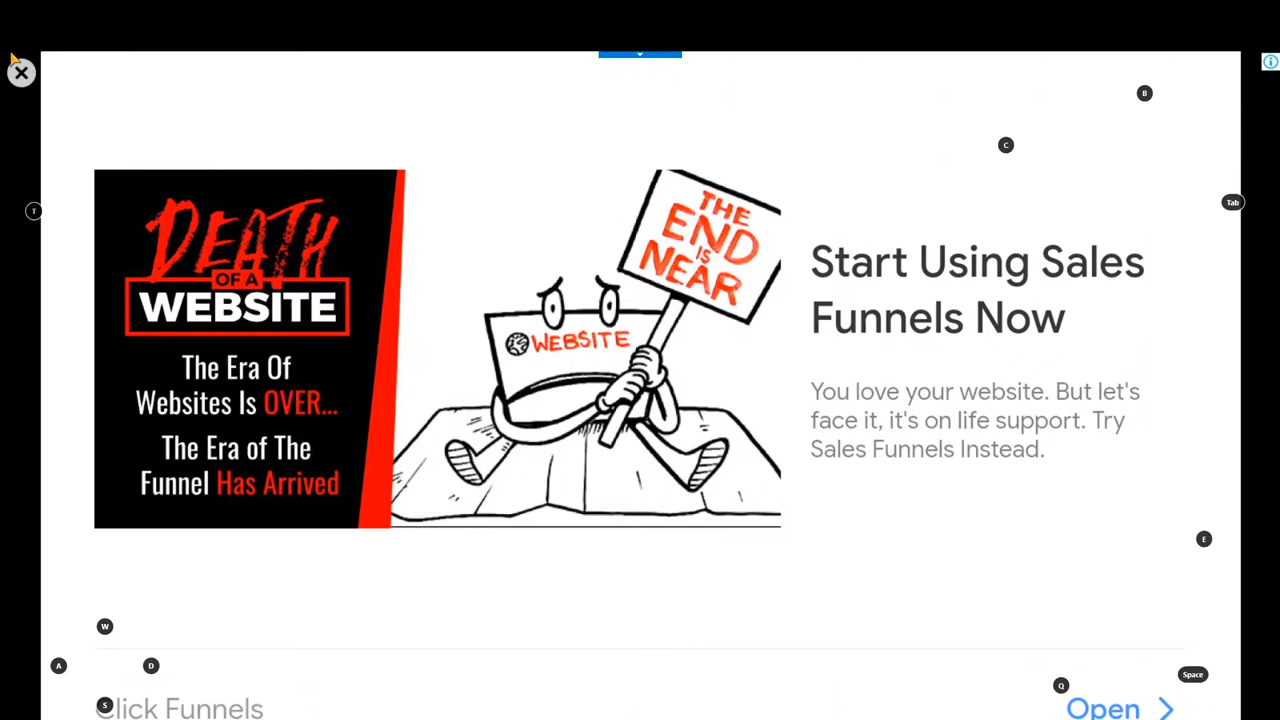 B
C
T
Tab
DEATH
OF A
WEBSITE
The Era Of
Websites Is OVER...
The Era of The
Funnel Has Arrived
THE
END
IS
NEAR
WEBSITE
Start Using Sales
Funnels Now
You love your website. But let's
face it, it's on life support. Try
Sales Funnels Instead.
E
W
A
D
Space
Q
S
Click Funnels
Open